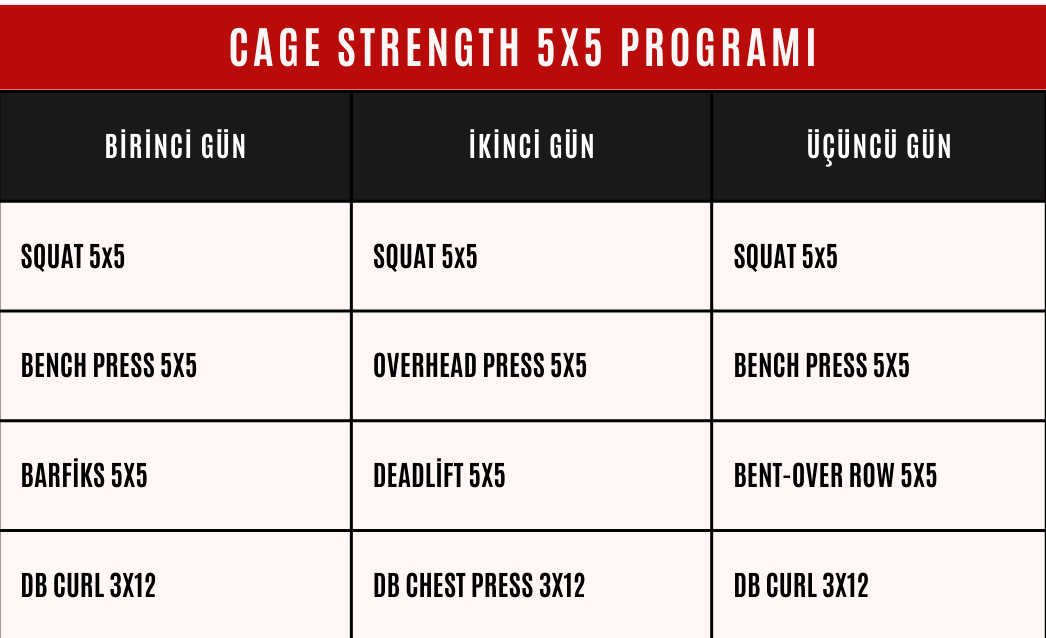 CAGE STRENGTH 5X5 PROGRAMI
BİRİNCİ GÜN İKİNCİ GÜN ÜÇÜNCÜ GÜN
SQUAT 5x5 SQUAT 5x5 SQUAT 5x5
BENCH PRESS 5X5 OVERHEAD PRESS 5X5 BENCH PRESS 5X5
BARFİKS 5X5 DEADLİFT 5X5 BENT-OVER ROW 5X5
DB CURL 3X12 DB CHEST PRESS 3X12 DB CURL 3X12